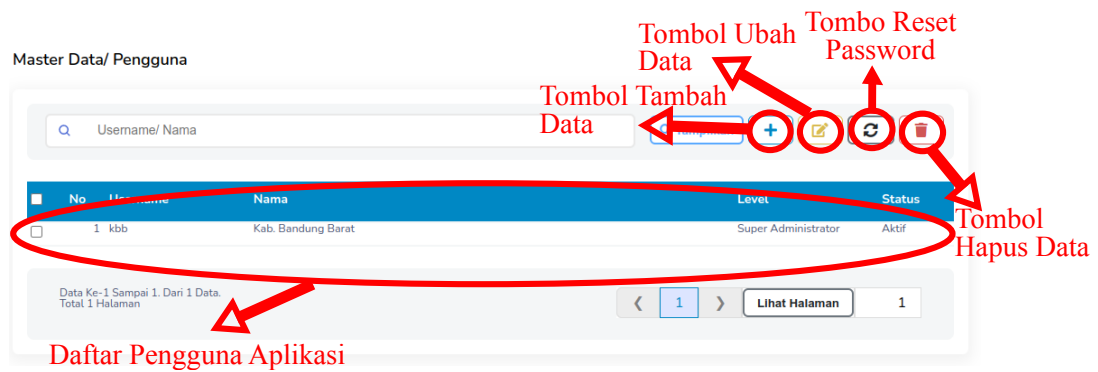 Tombol Ubah
Data
Tombo Reset
Password
Master Data/ Pengguna
Tombol Tambah
Data
Username/ Nama
No
Nama
Level
Status
1 kbb Kab. Bandung Barat Super Administrator Aktif
Tombol
Hapus Data
Data Ke-1 Sampai 1. Dari 1 Data.
Total 1 Halaman
1
Lihat Halaman
1
Daftar Pengguna Aplikasi